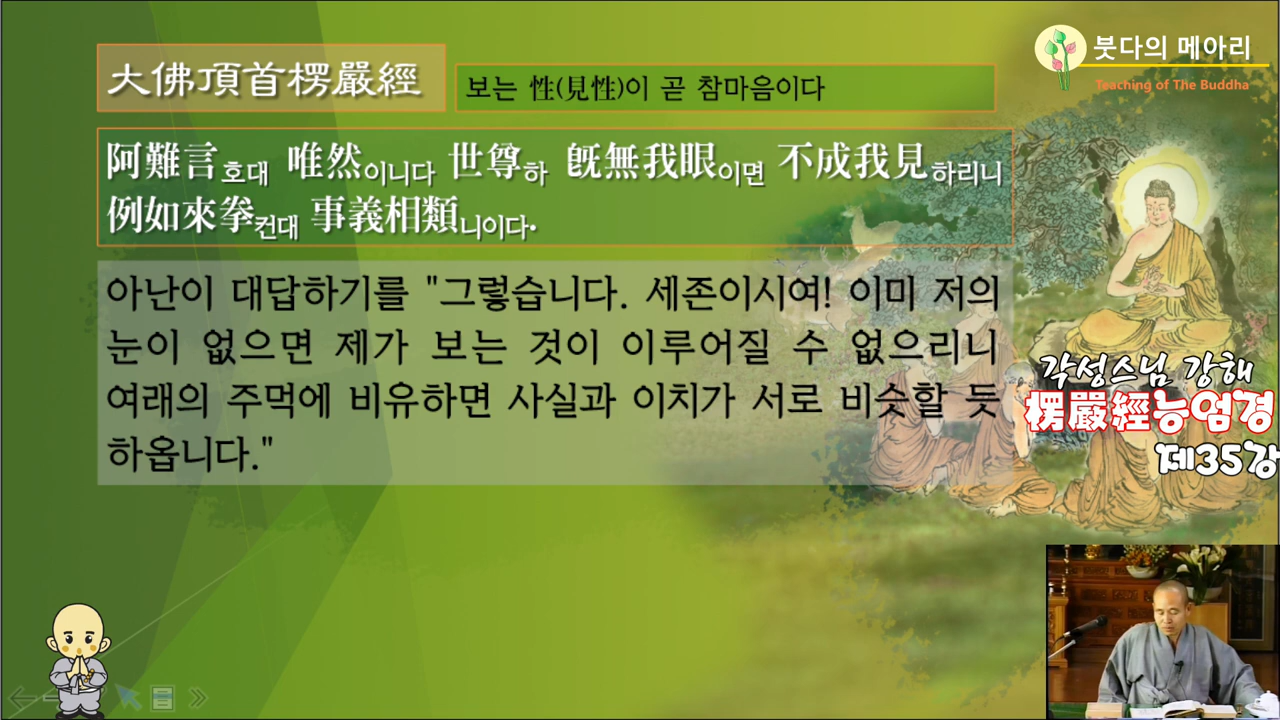 大佛頂首楞嚴經
보는 性(見性)이 곧 참마음이다
붓다의 메아리
Teaching of The Buddha
阿難言호대 唯然이니다 世尊하 旣無我眼이면 不成我見하리니
例如來拳컨대 事義相類니이다.
아난이 대답하기를 "그렇습니다. 세존이시여! 이미 저의
눈이 없으면 제가 보는 것이 이루어질 수 없으리니
여래의 주먹에 비유하면 사실과 이치가 서로 비슷할 듯
하옵니다."
각성스님 강해
楞嚴經능엄경
제35강